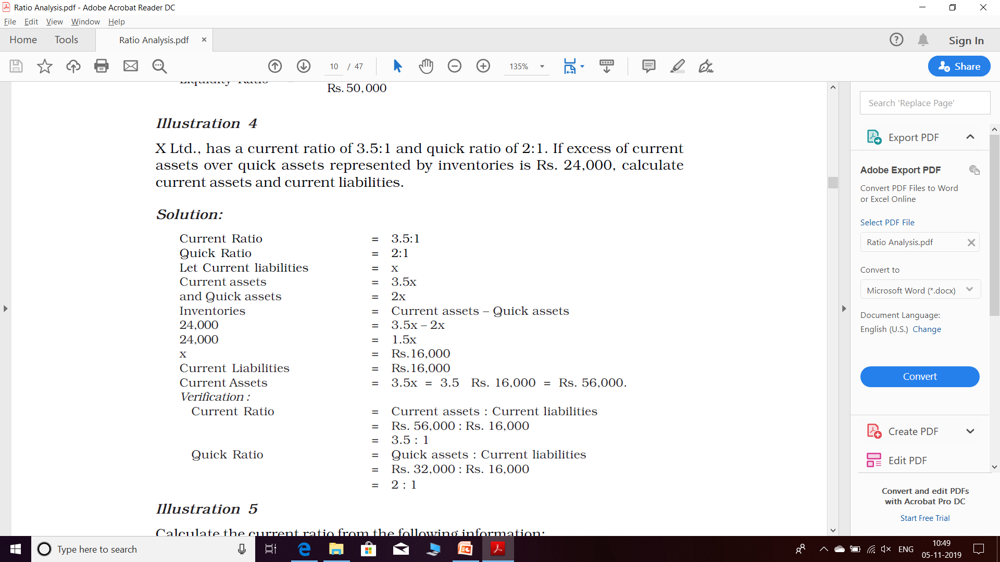 Ratio Analysis.pdf - Adobe Acrobat Reader DC
File Edit View Window Help
Home Tools Ratio Analysis.pdf × Sign In
10 / 47 135% Share
Liquidity Ratio =
Rs. 50,000
Illustration 4
X Ltd., has a current ratio of 3.5:1 and quick ratio of 2:1. If excess of current
assets over quick assets represented by inventories is Rs. 24,000, calculate
current assets and current liabilities.
Solution:
Current Ratio = 3.5:1
Quick Ratio = 2:1
Let Current liabilities = x
Current assets = 3.5x
and Quick assets = 2x
Inventories = Current assets – Quick assets
24,000 = 3.5x – 2x
24,000 = 1.5x
x = Rs.16,000
Current Liabilities = Rs.16,000
Current Assets = 3.5x = 3.5 Rs. 16,000 = Rs. 56,000.
Verification :
Current Ratio = Current assets : Current liabilities
= Rs. 56,000 : Rs. 16,000
= 3.5 : 1
Quick Ratio = Quick assets : Current liabilities
= Rs. 32,000 : Rs. 16,000
= 2 : 1
Illustration 5
Calculate the current ratio from the following information:
Search 'Replace Page'
Export PDF
Adobe Export PDF
Convert PDF Files to Word
or Excel Online
Select PDF File
Ratio Analysis.pdf
Convert to
Microsoft Word (*.docx)
Document Language:
English (U.S.) Change
Convert
Create PDF
Edit PDF
Convert and edit PDFs
with Acrobat Pro DC
Start Free Trial
Type here to search
ENG
10:49
05-11-2019